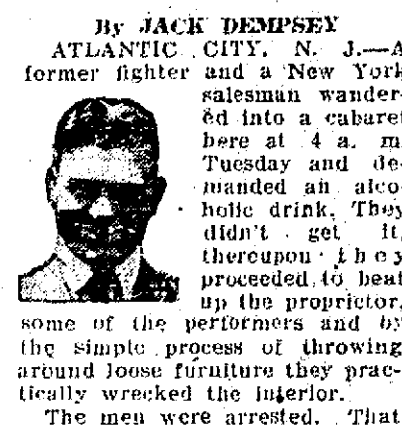 By JACK DEMPSEY
ATLANTIC CITY, N. J.—A
former fighter and a New York
salesman wander-
ed into a cabaret
here at 4 a. m.
Tuesday and de-
manded an alco-
holic drink. They
didn't get it,
thereupon they
proceeded to beat
up the proprietor,
some of the performers and by
the simple process of throwing
around loose furniture they prac-
tically wrecked the interior.
The men were arrested. That